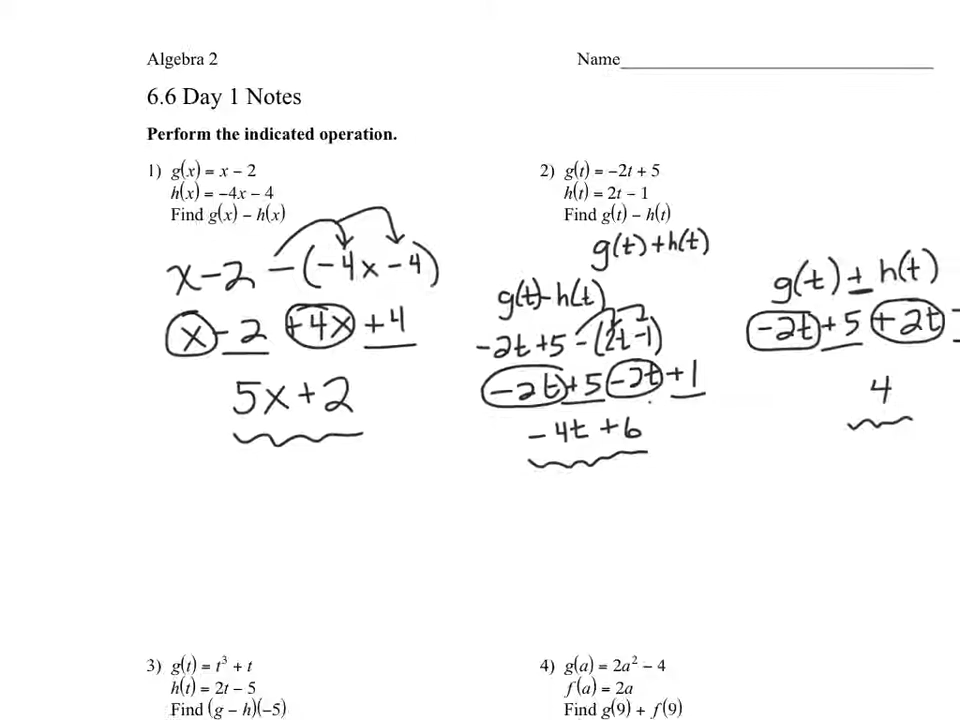 Algebra 2
Name
6.6 Day 1 Notes
Perform the indicated operation.
1) g(x) = x − 2
h(x) = −4x − 4
Find g(x) − h(x)
x-2 -(-4x-4)
x-2 +4x +4
5x+2
2) g(t) = −2t + 5
h(t) = 2t − 1
Find g(t) − h(t)
g(t)+h(t)
g(t)-h(t)
-2t+5 -(2t-1)
-2t+5-2t+1
-4t+6
g(t)+h(t)
-2t+5+2t-
4
3) g(t) = t³ + t
h(t) = 2t − 5
Find (g − h)(−5)
4) g(a) = 2a² − 4
f(a) = 2a
Find g(9) + f(9)